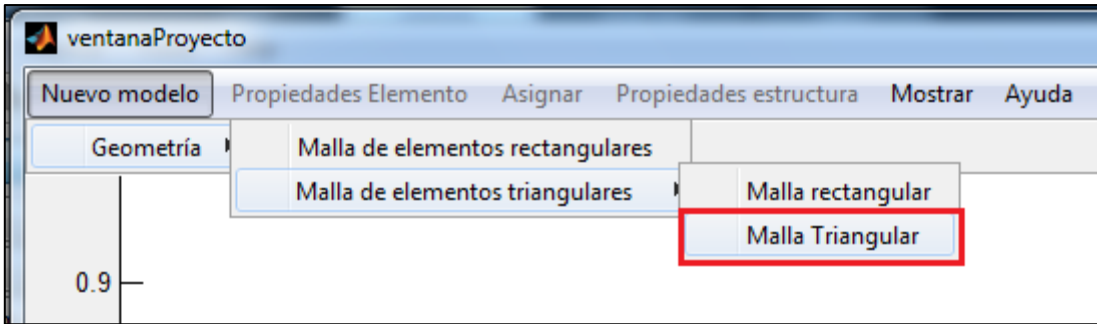 ventanaProyecto
Nuevo modelo Propiedades Elemento Asignar Propiedades estructura Mostrar Ayuda
Geometría Malla de elementos rectangulares
Malla de elementos triangulares Malla rectangular
Malla Triangular
0.9